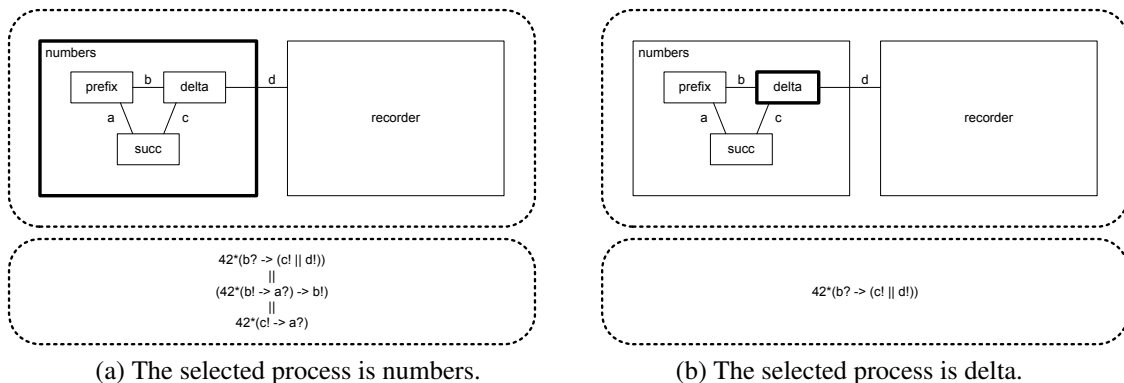 numbers
prefix
b
delta
d
a
c
succ
recorder
42*(b? -> (c! || d!))
||
(42*(b! -> a?) -> b!)
||
42*(c! -> a?)
(a) The selected process is numbers.
numbers
prefix
b
delta
d
a
c
succ
recorder
42*(b? -> (c! || d!))
(b) The selected process is delta.